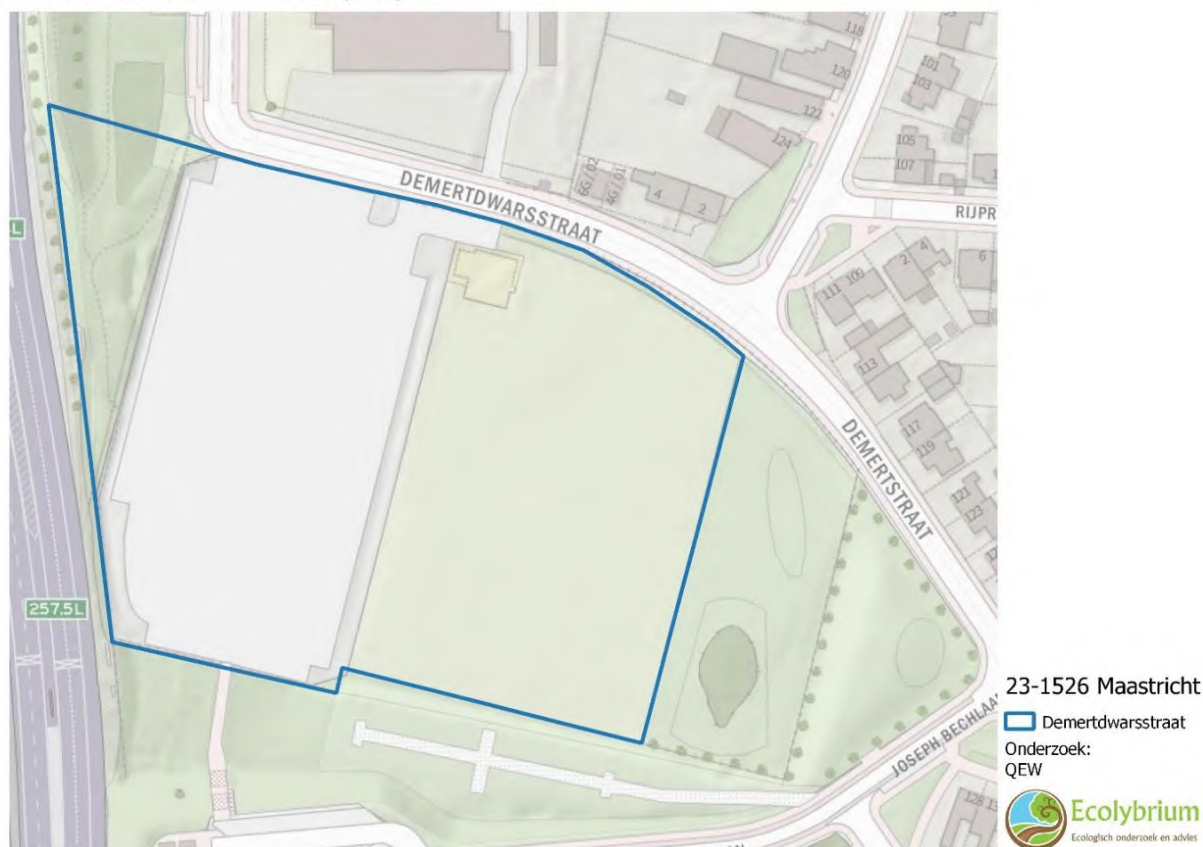 118
120
122
124
101
103
105
107
6G/02
4G/01
4
2
DEMERTDWARSSTRAAT
RIJPR
111
109
2
4
6
113
117
119
121
123
DEMERTSTRAAT
257,5L
JOSEPH BECHLAA
128
23-1526 Maastricht
Demertdwarsstraat
Onderzoek:
QEW
Ecolybrium
Ecologisch onderzoek en advies